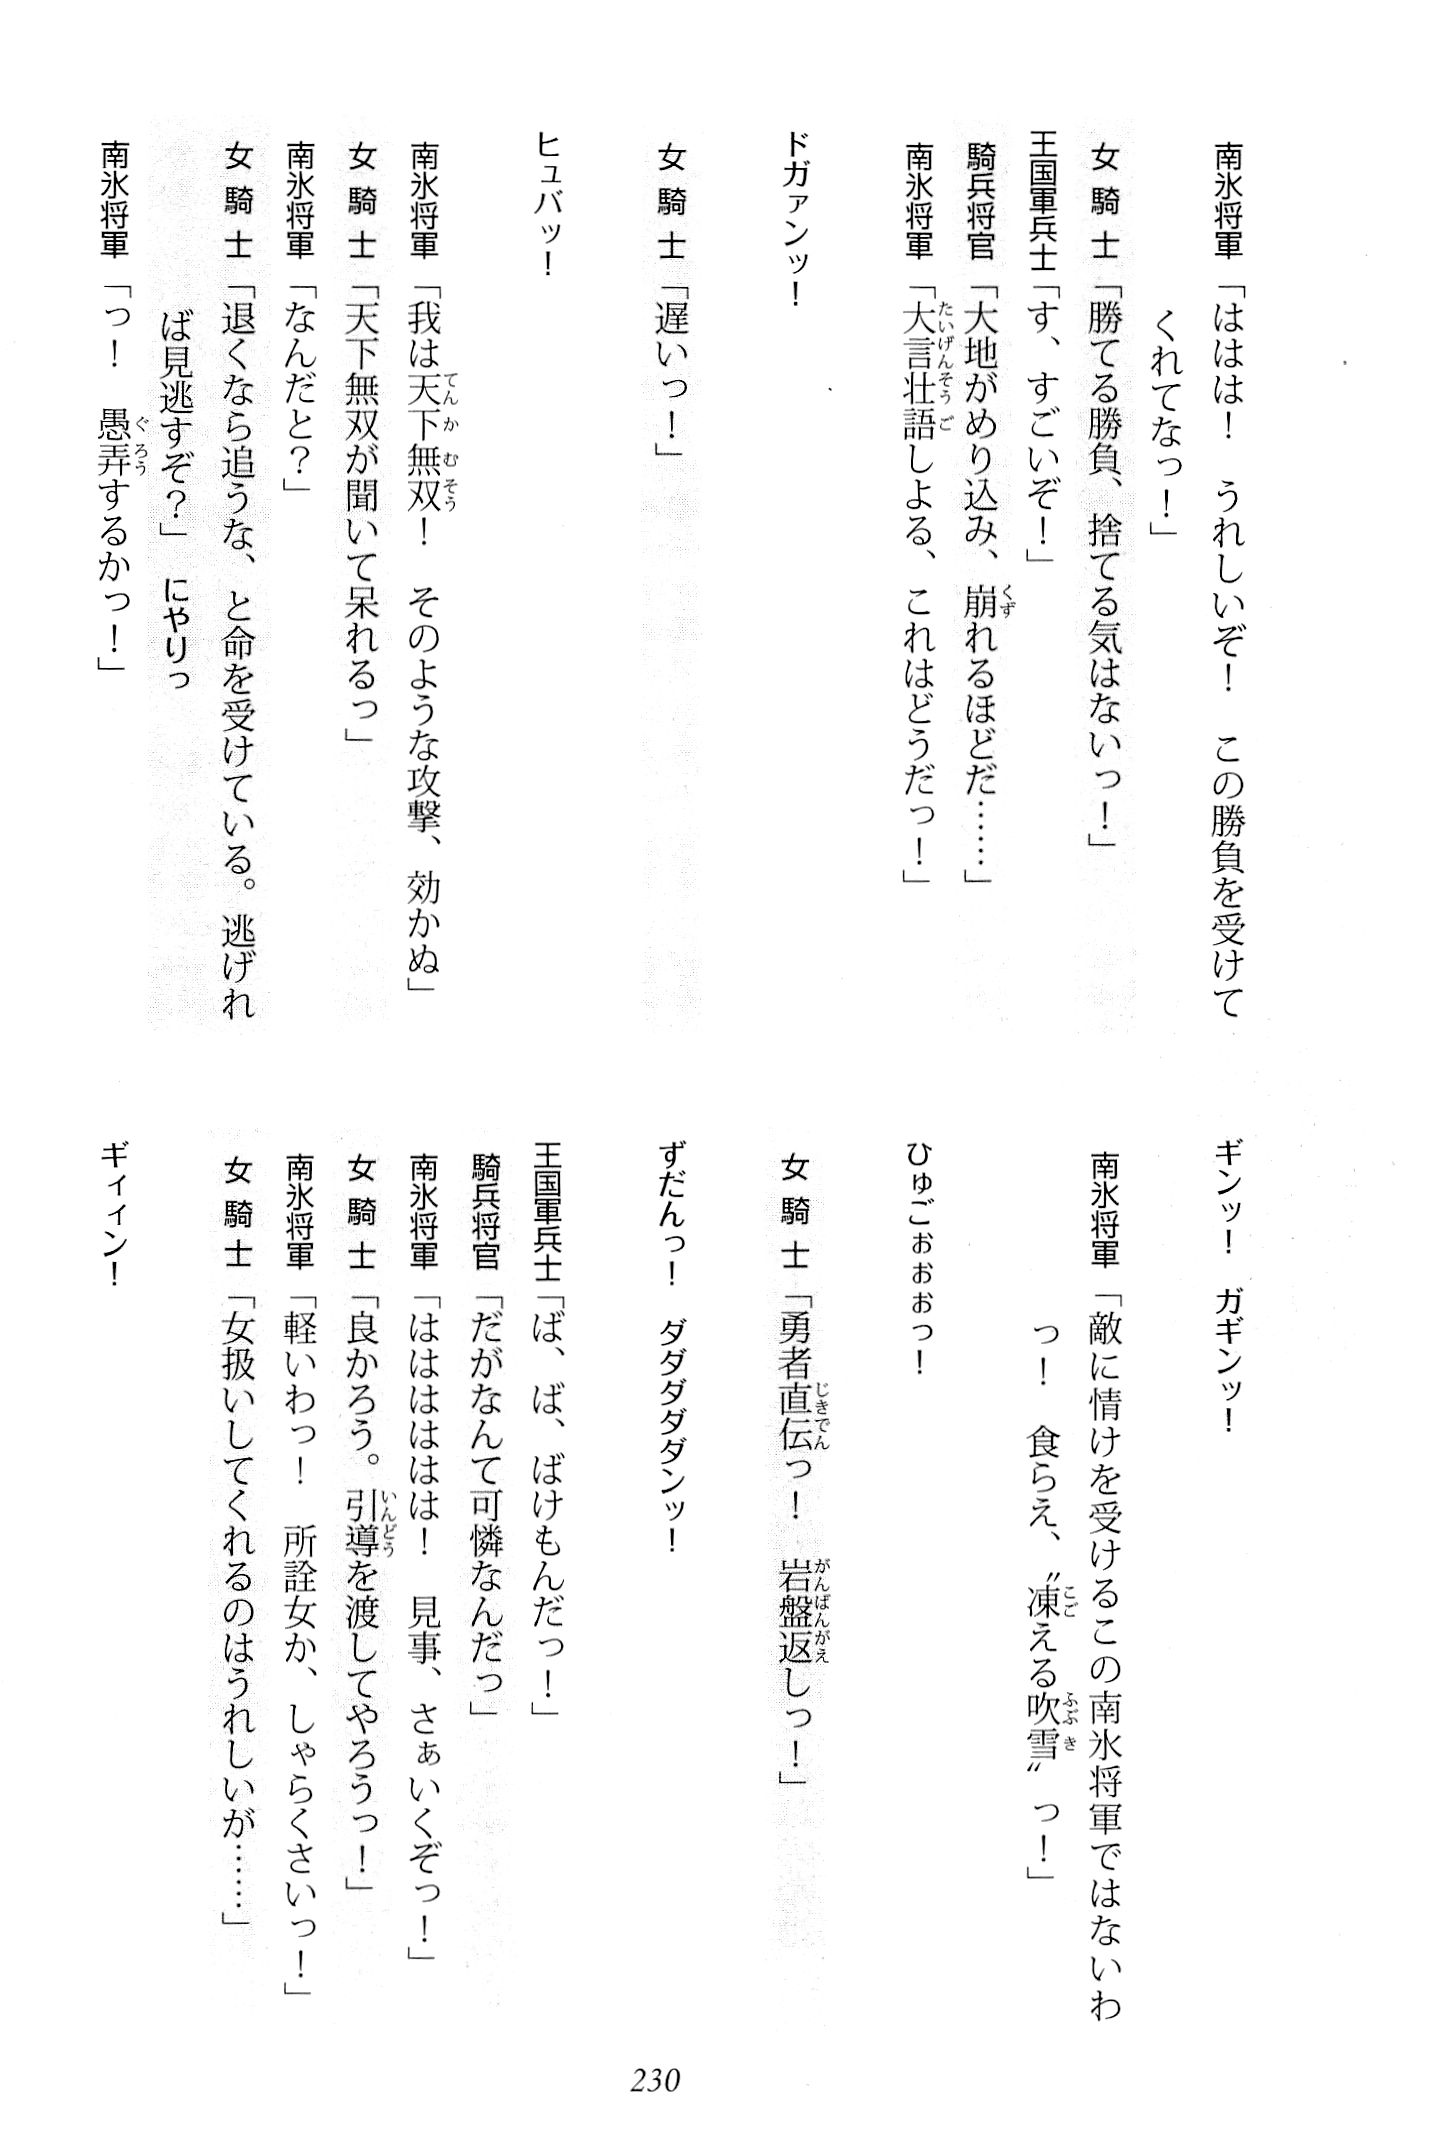 南氷将軍「ははは！　うれしいぞ！　この勝負を受けて
くれてなっ！」
女騎士「勝てる勝負、捨てる気はないっ！」
王国軍兵士「す、すごいぞ！」
騎兵将官「大地がめり込み、崩れるほどだ……」
南氷将軍「大言壮語しよる、これはどうだっ！」
ドガァンッ！
女騎士「遅いっ！」
ヒュバッ！
南氷将軍「我は天下無双！　そのような攻撃、効かぬ」
女騎士「天下無双が聞いて呆れるっ」
南氷将軍「なんだと？」
女騎士「退くなら追うな、と命を受けている。逃げれ
ば見逃すぞ？」　にやりっ
南氷将軍「っ！　愚弄するかっ！」
ギンッ！　ガギンッ！
南氷将軍「敵に情けを受けるこの南氷将軍ではないわ
っ！　食らえ、〝凍える吹雪〟っ！」
ひゅごぉぉぉっ！
女騎士「勇者直伝っ！　岩盤返しっ！」
ずだんっ！　ダダダダダンッ！
王国軍兵士「ば、ば、ばけもんだっ！」
騎兵将官「だがなんて可憐なんだっ」
南氷将軍「はははははは！　見事、さぁいくぞっ！」
女騎士「良かろう。引導を渡してやろうっ！」
南氷将軍「軽いわっ！　所詮女か、しゃらくさいっ！」
女騎士「女扱いしてくれるのはうれしいが……」
ギィィン！
230